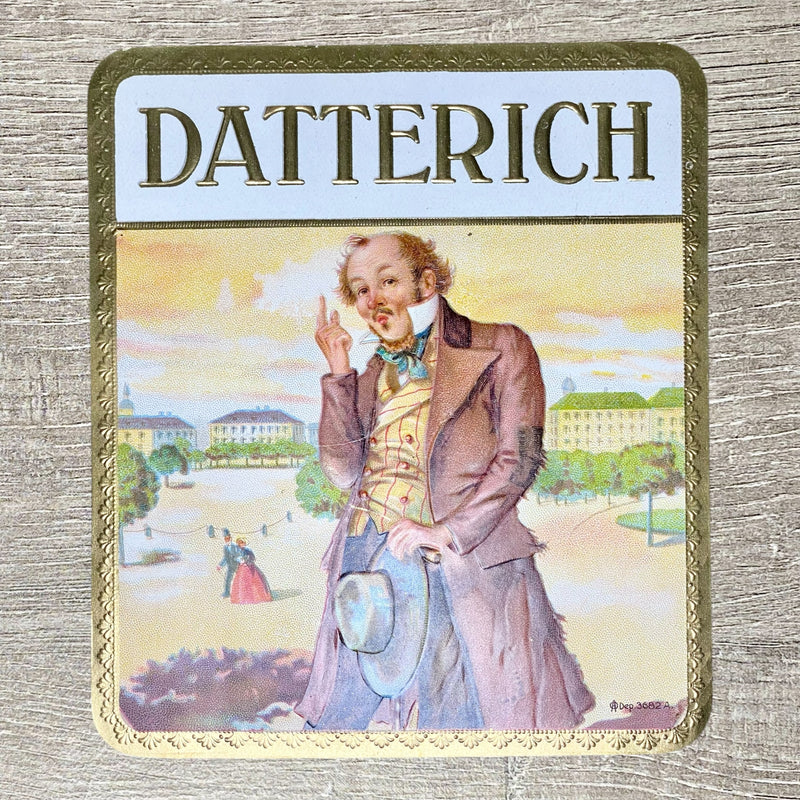 DATTERICH
Dep. 3682 A.